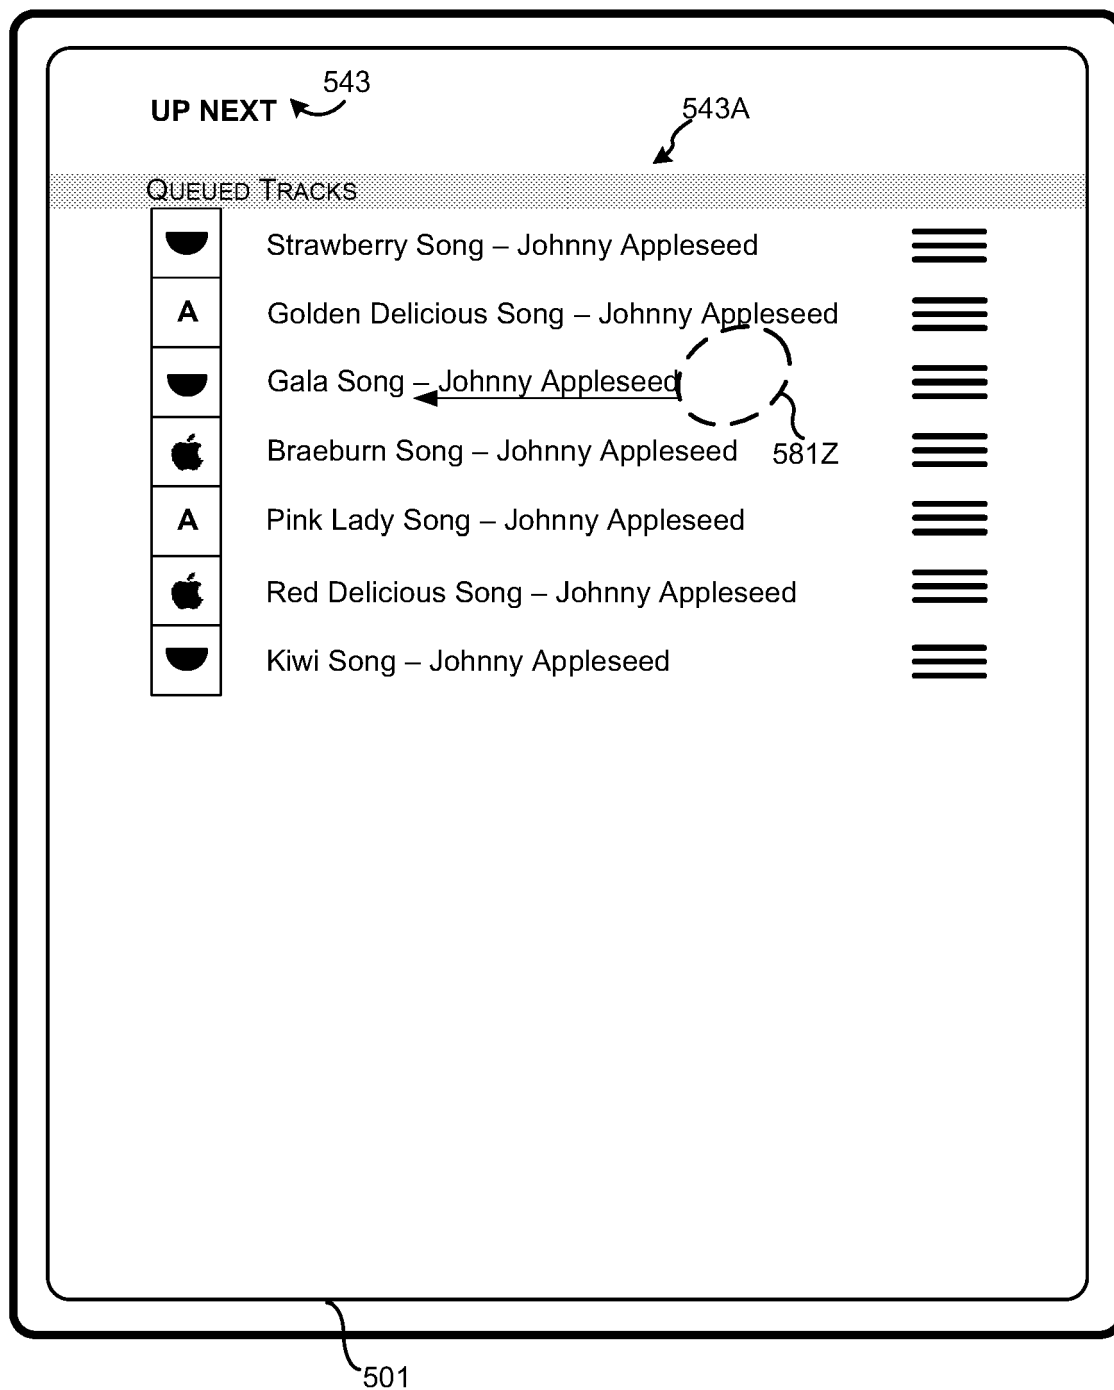 543
UP NEXT
543A
QUEUED TRACKS
Strawberry Song – Johnny Appleseed
A Golden Delicious Song – Johnny Appleseed
Gala Song – Johnny Appleseed
Braeburn Song – Johnny Appleseed
581Z
A Pink Lady Song – Johnny Appleseed
Red Delicious Song – Johnny Appleseed
Kiwi Song – Johnny Appleseed
501